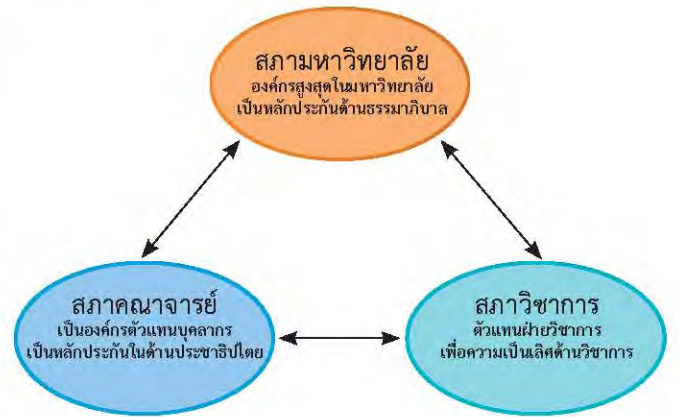 สภามหาวิทยาลัย
องค์กรสูงสุดในมหาวิทยาลัย
เป็นหลักประกันด้านธรรมาภิบาล
สภาคณาจารย์
เป็นองค์กรตัวแทนบุคลากร
เป็นหลักประกันในด้านประชาธิปไตย
สภาวิชาการ
ตัวแทนฝ่ายวิชาการ
เพื่อความเป็นเลิศด้านวิชาการ